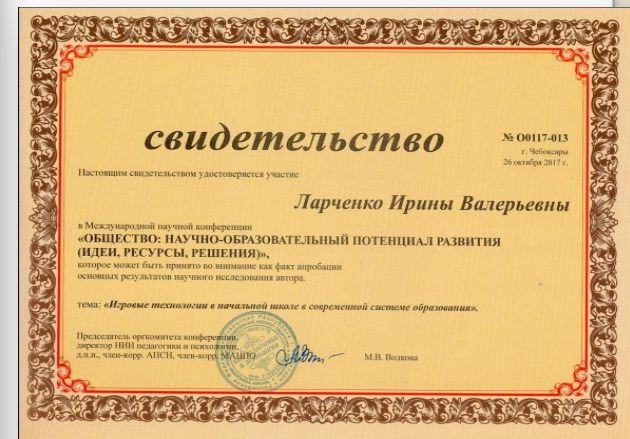 свидетельство
№ О0117-013
г. Чебоксары
26 октября 2017 г.
Настоящим свидетельством удостоверяется участие
Ларченко Ирины Валерьевны
в Международной научной конференции
«ОБЩЕСТВО: НАУЧНО-ОБРАЗОВАТЕЛЬНЫЙ ПОТЕНЦИАЛ РАЗВИТИЯ
(ИДЕИ, РЕСУРСЫ, РЕШЕНИЯ)»,
которое может быть принято во внимание как факт апробации
основных результатов научного исследования автора.
тема: «Игровые технологии в начальной школе в современной системе образования».
Председатель оргкомитета конференции,
директор НИИ педагогики и психологии,
д.п.н., член-корр. АПСН, член-корр. МАНПО
М.В. Волкова